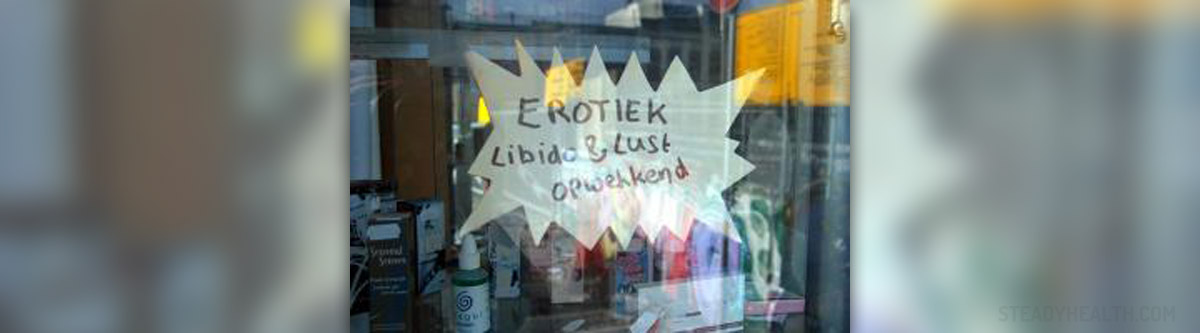 EROTIEK
Libido & Lust
opwekkend
STEADYHEALTH.COM